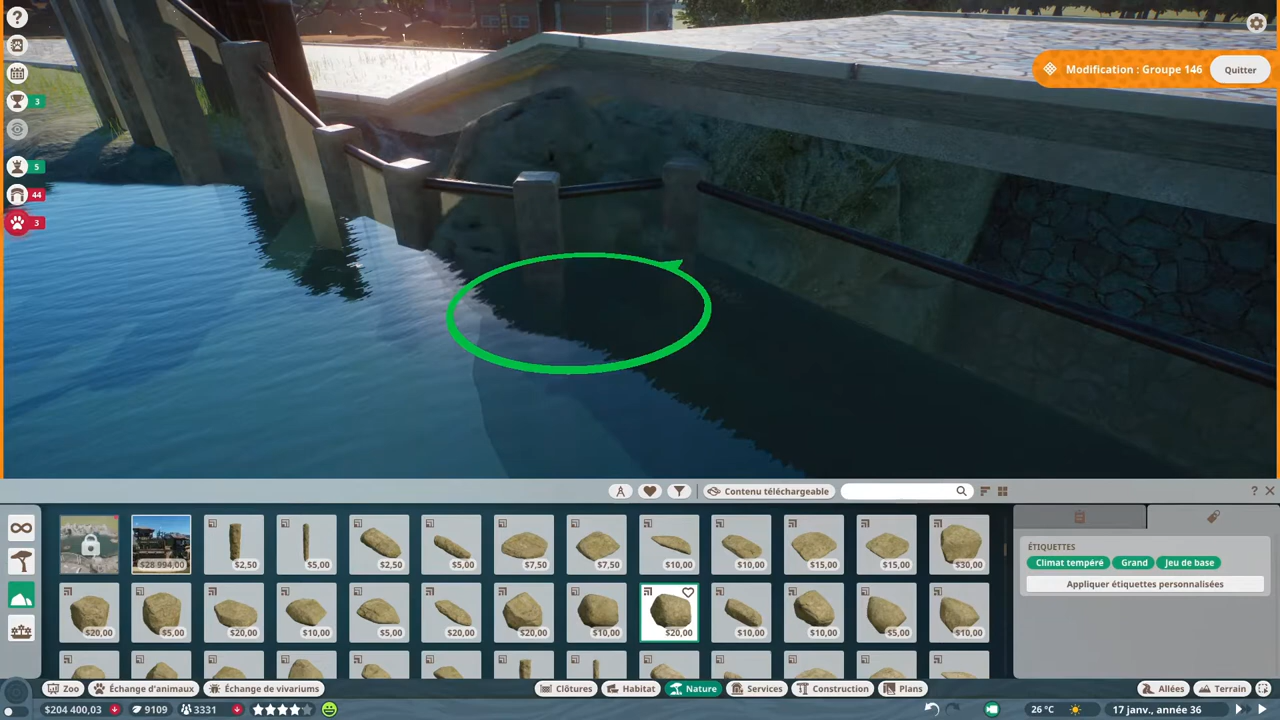 ?
Modification : Groupe 146
Quitter
3
5
44
3
Contenu téléchargeable
?
$28 994,00
$2,50
$5,00
$2,50
$5,00
$7,50
$7,50
$10,00
$10,00
$15,00
$15,00
$30,00
$20,00
$5,00
$20,00
$10,00
$5,00
$20,00
$20,00
$10,00
$20,00
$10,00
$10,00
$5,00
$10,00
ÉTIQUETTES
Climat tempéré
Grand
Jeu de base
Appliquer étiquettes personnalisées
Zoo
Échange d'animaux
Échange de vivariums
Clôtures
Habitat
Nature
Services
Construction
Plans
Allées
Terrain
$204 400,03
9109
3331
26 °C
17 janv., année 36